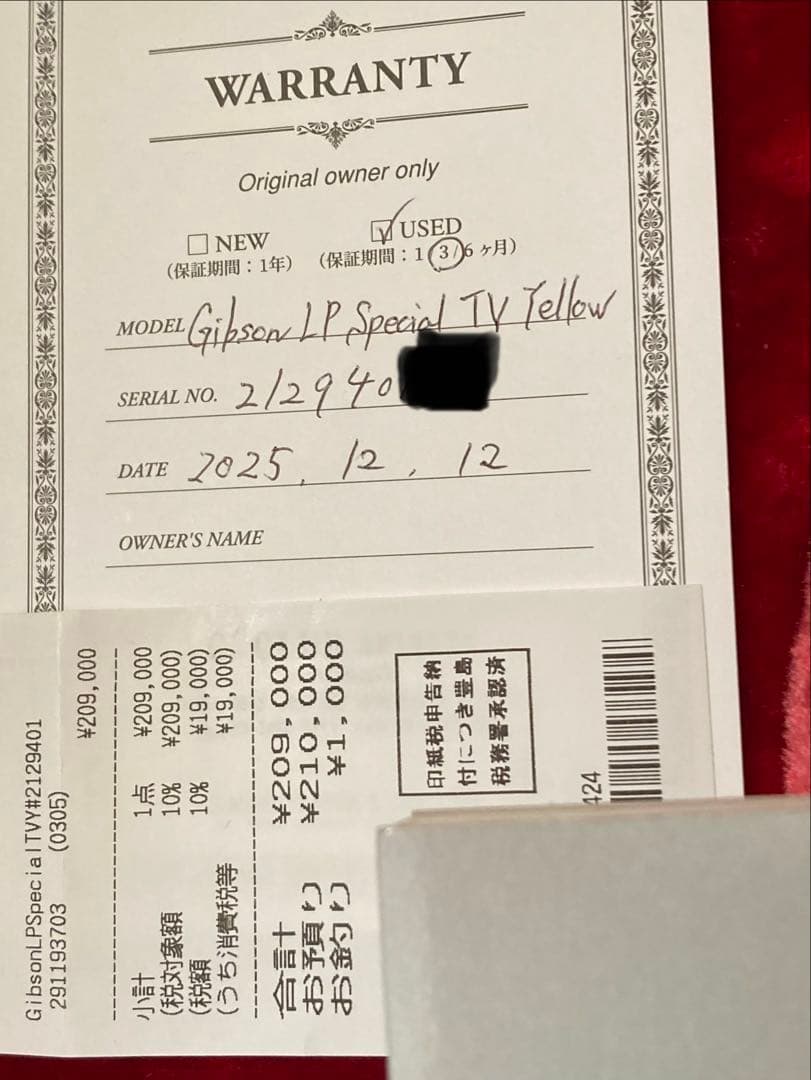 WARRANTY
Original owner only
☐ NEW ☑ USED
(保証期間：1年) (保証期間：1/3/6ヶ月)
MODEL Gibson LP Special TV Yellow
SERIAL NO. 212940
DATE 2025. 12. 12
OWNER'S NAME
GibsonLPSpecialTVY#2129401
291193703 (0305)
¥209,000
小計 1点 ¥209,000
(税対象額 10% ¥209,000)
(税額 10% ¥19,000)
(うち消費税等 ¥19,000)
合計 ¥209,000
お預り ¥210,000
お釣り ¥1,000
印紙税申告納
付につき豊島
税務署承認済
424